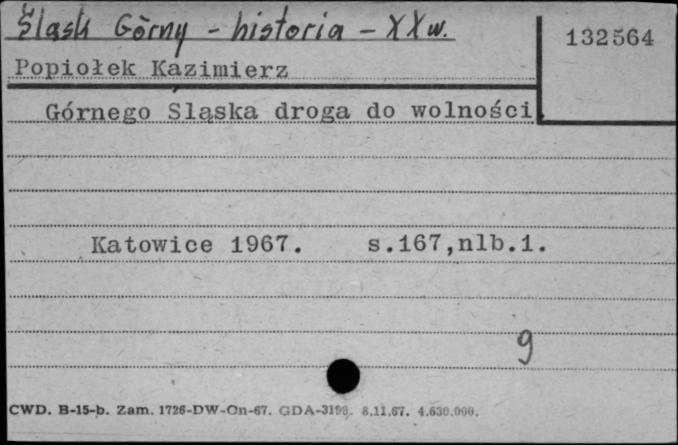 Śląsk Górny - historia - XX w.
132564
Popiołek Kazimierz
Górnego Śląska droga do wolności
Katowice 1967. s.167,nlb.1.
9
CWD. B-15-b. Zam. 1726-DW-On-67. GDA-3198. 8.11.67. 4.630.000.